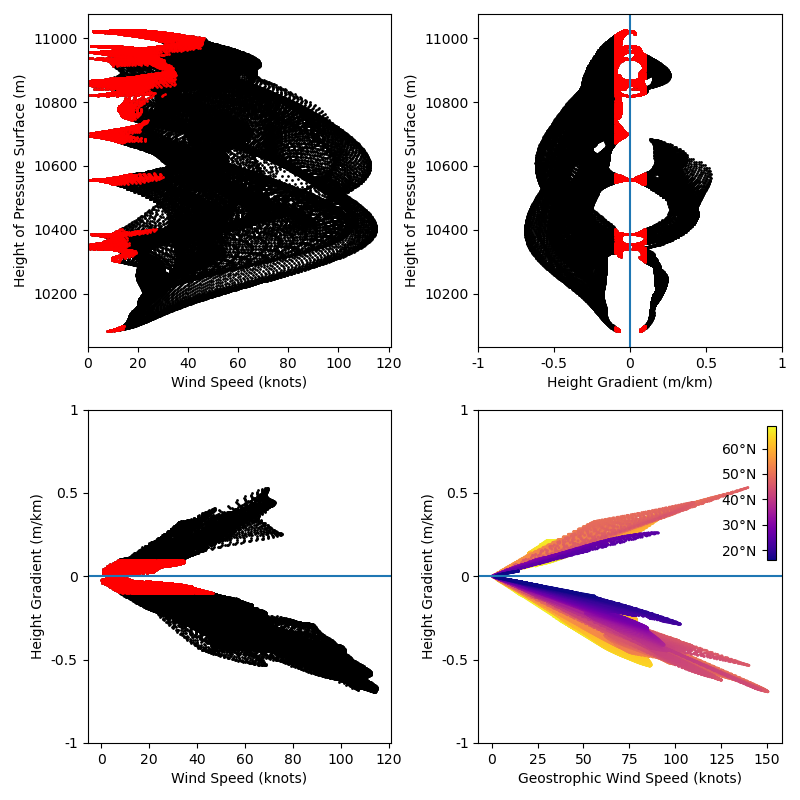 11000
10800
10600
10400
10200
Height of Pressure Surface (m)
0 20 40 60 80 100 120
Wind Speed (knots)
11000
10800
10600
10400
10200
Height of Pressure Surface (m)
-1 -0.5 0 0.5 1
Height Gradient (m/km)
1
0.5
0
-0.5
-1
Height Gradient (m/km)
0 20 40 60 80 100 120
Wind Speed (knots)
1
0.5
0
-0.5
-1
Height Gradient (m/km)
60°N
50°N
40°N
30°N
20°N
0 25 50 75 100 125 150
Geostrophic Wind Speed (knots)